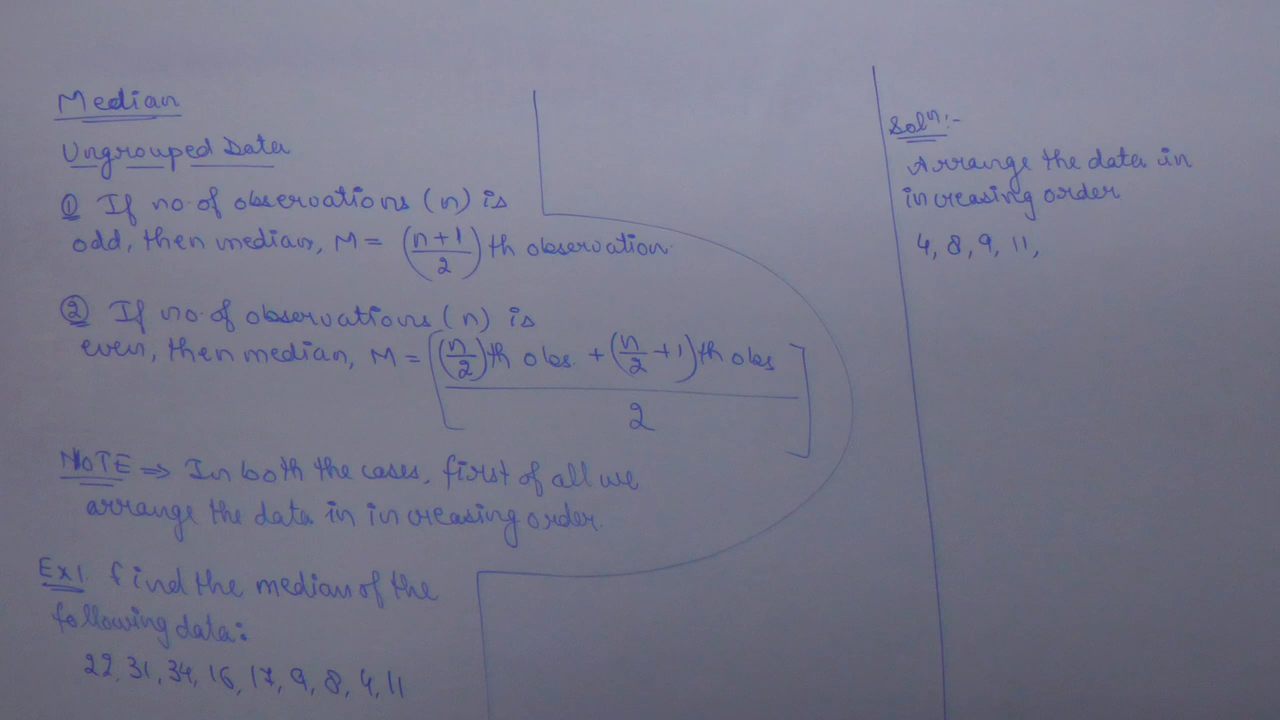 Median
Ungrouped Data
① If no. of observations (n) is
odd, then median, M = ((n+1)/2) th observation
② If no. of observations (n) is
even, then median, M = [((n/2) th obs + (n/2 + 1) th obs)/2]
NOTE ⇒ In both the cases, first of all we
arrange the data in increasing order.
Ex1 find the median of the
following data:
22, 31, 34, 16, 17, 9, 8, 4, 11
Solⁿ:-
Arrange the data in
increasing order
4, 8, 9, 11,